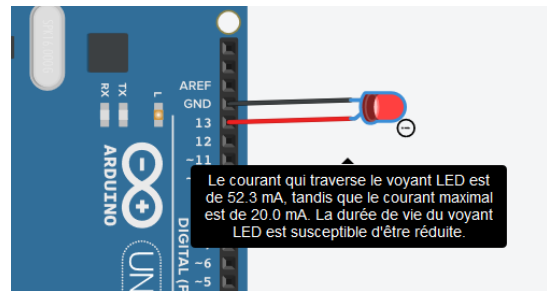 AREF
GND
13
12
~11
RX
TX
L
ARDUINO
UN
DIGITAL (P
~6
~5
Le courant qui traverse le voyant LED est
de 52.3 mA, tandis que le courant maximal
est de 20.0 mA. La durée de vie du voyant
LED est susceptible d'être réduite.